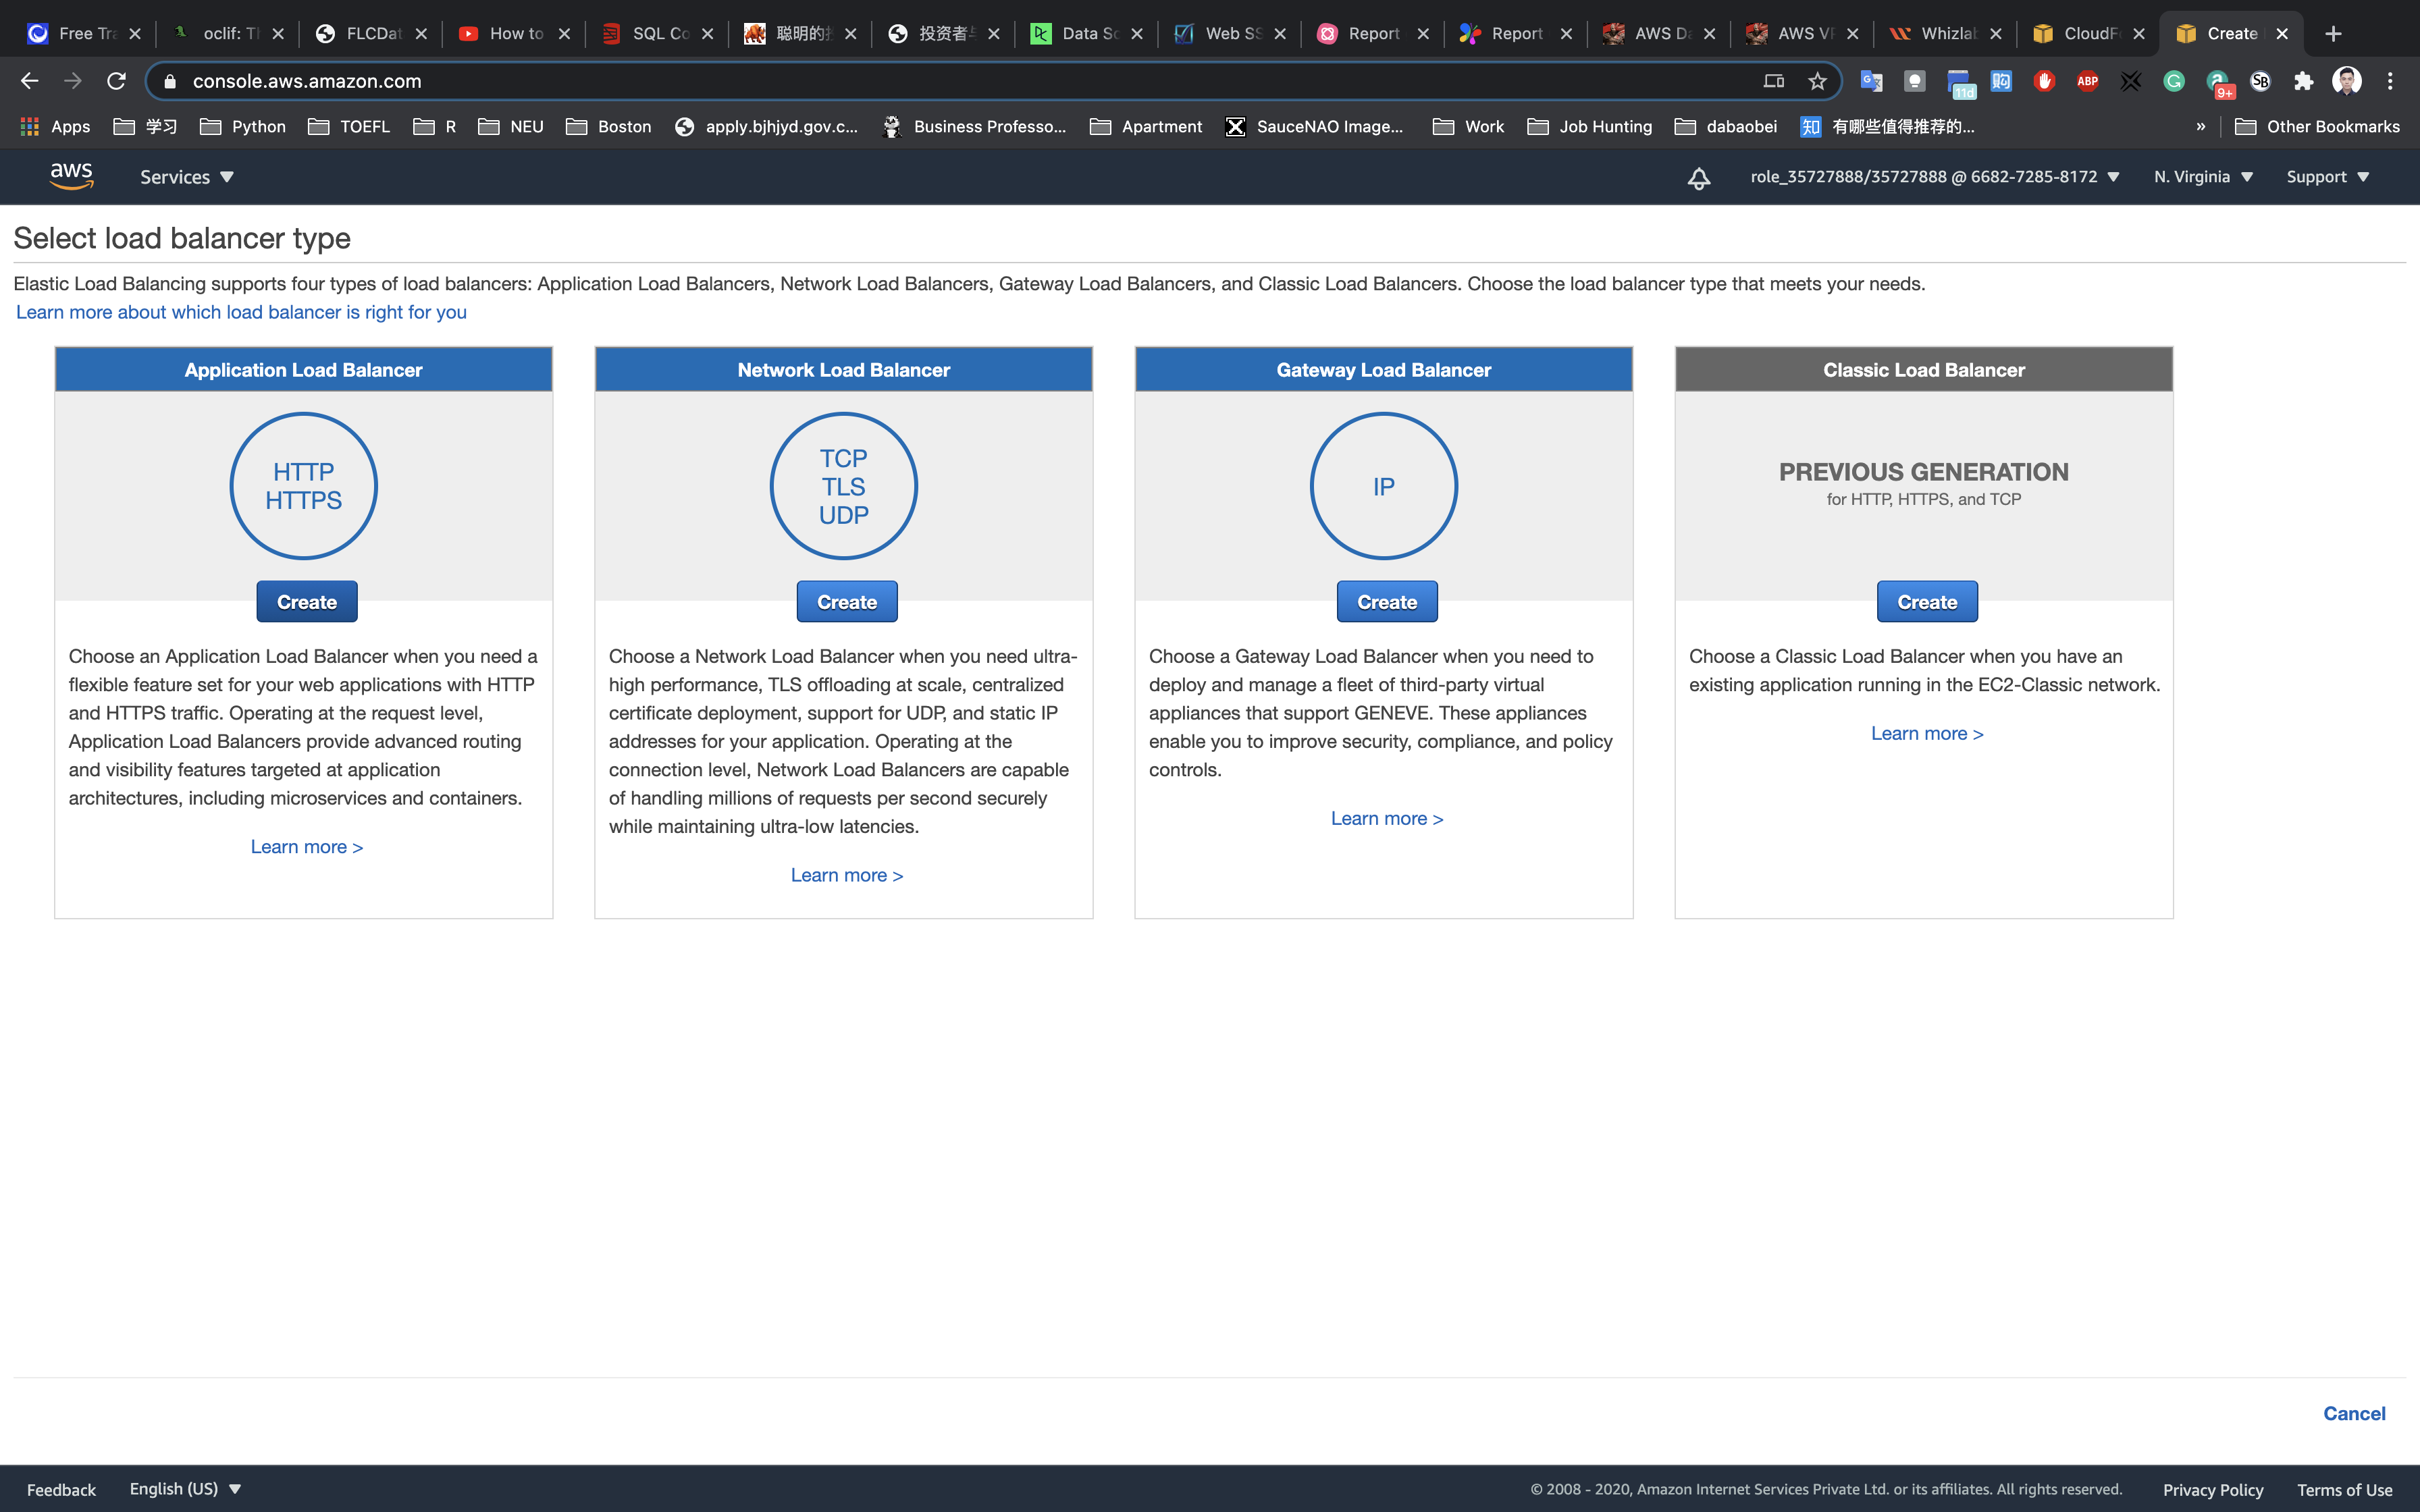 Free Tra
oclif: Th
FLCDat
How to
SQL Co
聪明的投
投资者与
Data Sc
Web SS
Report
Report
AWS Da
AWS VP
Whizlab
CloudFo
Create
console.aws.amazon.com
11d
ABP
9+
SB
Apps
学习
Python
TOEFL
R
NEU
Boston
apply.bjhjyd.gov.c...
Business Professo...
Apartment
SauceNAO Image...
Work
Job Hunting
dabaobei
知 有哪些值得推荐的...
»
Other Bookmarks
aws
Services
role_35727888/35727888 @ 6682-7285-8172
N. Virginia
Support
Select load balancer type
Elastic Load Balancing supports four types of load balancers: Application Load Balancers, Network Load Balancers, Gateway Load Balancers, and Classic Load Balancers. Choose the load balancer type that meets your needs.
Learn more about which load balancer is right for you
Application Load Balancer
HTTP
HTTPS
Create
Choose an Application Load Balancer when you need a
flexible feature set for your web applications with HTTP
and HTTPS traffic. Operating at the request level,
Application Load Balancers provide advanced routing
and visibility features targeted at application
architectures, including microservices and containers.
Learn more >
Network Load Balancer
TCP
TLS
UDP
Create
Choose a Network Load Balancer when you need ultra-
high performance, TLS offloading at scale, centralized
certificate deployment, support for UDP, and static IP
addresses for your application. Operating at the
connection level, Network Load Balancers are capable
of handling millions of requests per second securely
while maintaining ultra-low latencies.
Learn more >
Gateway Load Balancer
IP
Create
Choose a Gateway Load Balancer when you need to
deploy and manage a fleet of third-party virtual
appliances that support GENEVE. These appliances
enable you to improve security, compliance, and policy
controls.
Learn more >
Classic Load Balancer
PREVIOUS GENERATION
for HTTP, HTTPS, and TCP
Create
Choose a Classic Load Balancer when you have an
existing application running in the EC2-Classic network.
Learn more >
Cancel
Feedback
English (US)
© 2008 - 2020, Amazon Internet Services Private Ltd. or its affiliates. All rights reserved.
Privacy Policy
Terms of Use